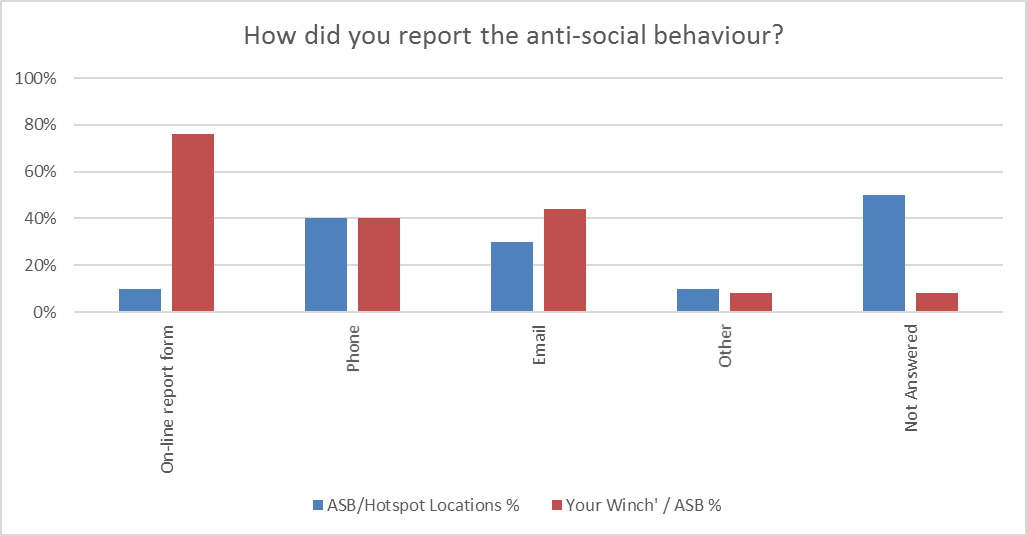 How did you report the anti-social behaviour?
100%
80%
60%
40%
20%
0%
On-line report form
Phone
Email
Other
Not Answered
ASB/Hotspot Locations %
Your Winch' / ASB %